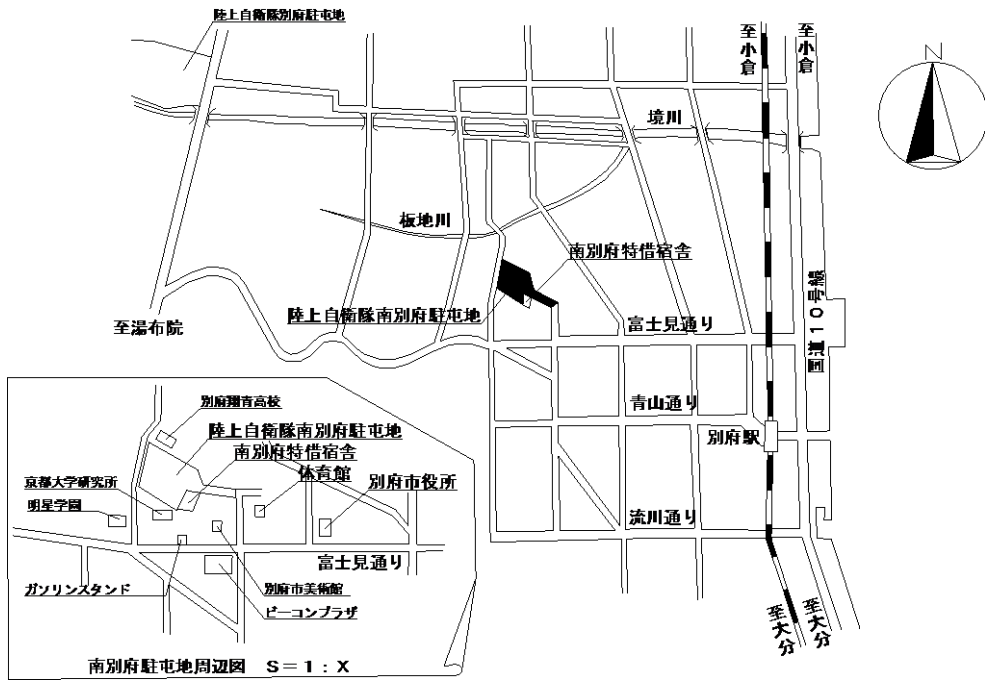 陸上自衛隊別府駐屯地
至小倉
至小倉
N
境川
板地川
南別府特借宿舎
陸上自衛隊南別府駐屯地
富士見通り
国道10号線
至湯布院
青山通り
別府駅
流川通り
至大分
至大分
別府翔青高校
陸上自衛隊南別府駐屯地
南別府特借宿舎
体育館
京都大学研究所
別府市役所
明星学園
富士見通り
ガソリンスタンド
別府市美術館
ビーコンプラザ
南別府駐屯地周辺図 S=1:X